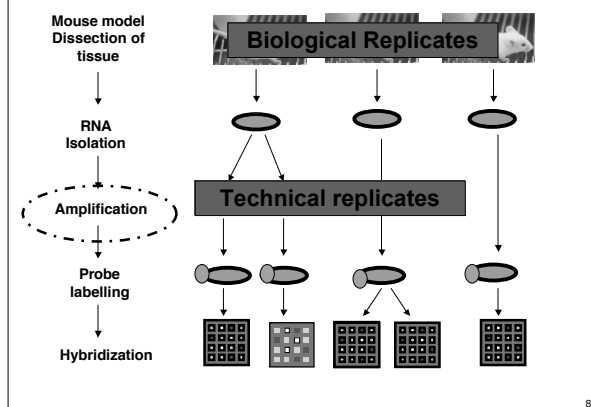 Mouse model
Dissection of
tissue
Biological Replicates
RNA
Isolation
Technical replicates
Amplification
Probe
labelling
Hybridization
8